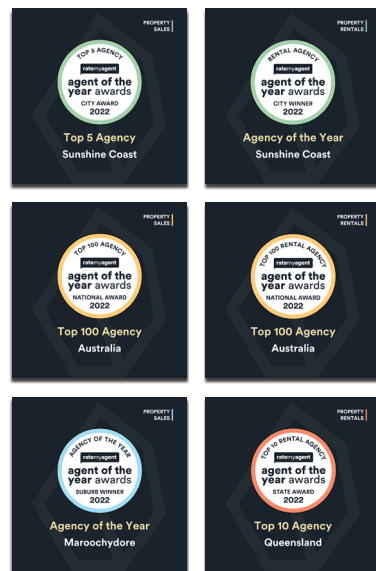 PROPERTY
SALES
TOP 5 AGENCY
ratemyagent
agent of the
year awards
CITY AWARD
2022
Top 5 Agency
Sunshine Coast
PROPERTY
RENTALS
RENTAL AGENCY
ratemyagent
agent of the
year awards
CITY WINNER
2022
Agency of the Year
Sunshine Coast
PROPERTY
SALES
TOP 100 AGENCY
ratemyagent
agent of the
year awards
NATIONAL AWARD
2022
Top 100 Agency
Australia
PROPERTY
RENTALS
TOP 100 RENTAL AGENCY
ratemyagent
agent of the
year awards
NATIONAL AWARD
2022
Top 100 Agency
Australia
PROPERTY
SALES
AGENCY OF THE YEAR
ratemyagent
agent of the
year awards
SUBURB WINNER
2022
Agency of the Year
Maroochydore
PROPERTY
RENTALS
TOP 10 RENTAL AGENCY
ratemyagent
agent of the
year awards
STATE AWARD
2022
Top 10 Agency
Queensland